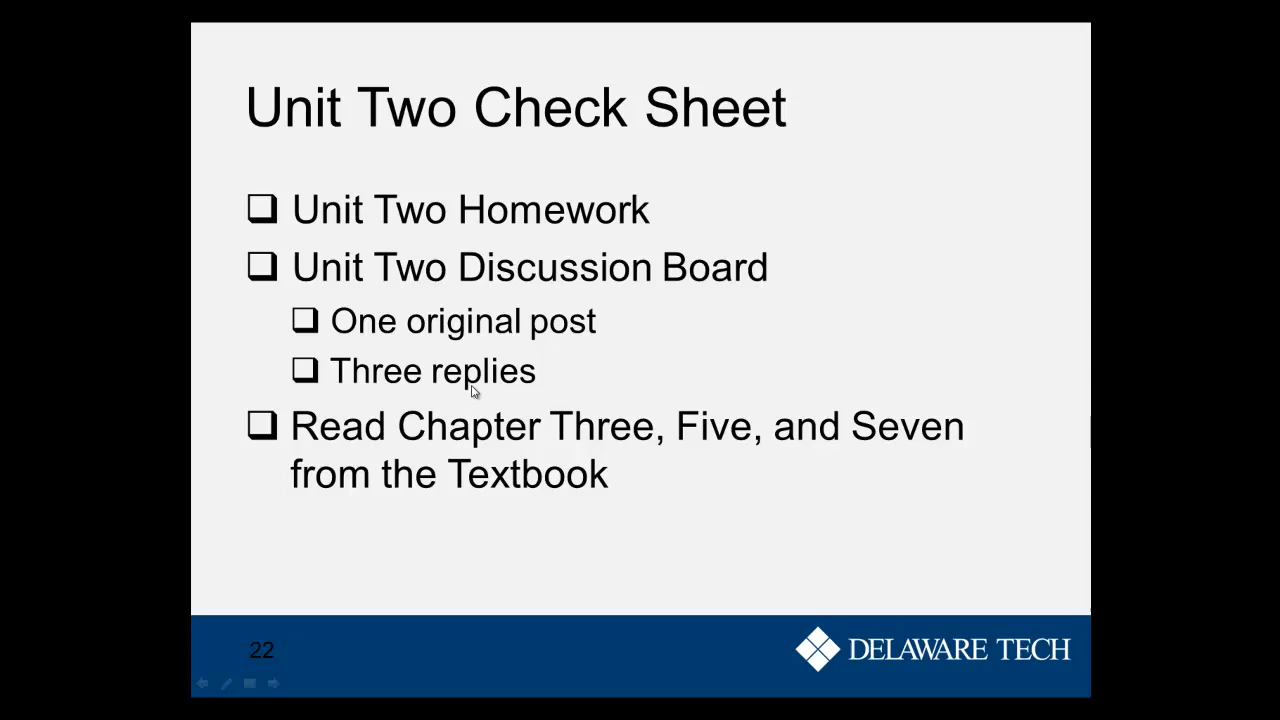 Unit Two Check Sheet
Unit Two Homework
Unit Two Discussion Board
One original post
Three replies
Read Chapter Three, Five, and Seven
from the Textbook
22
DELAWARE TECH